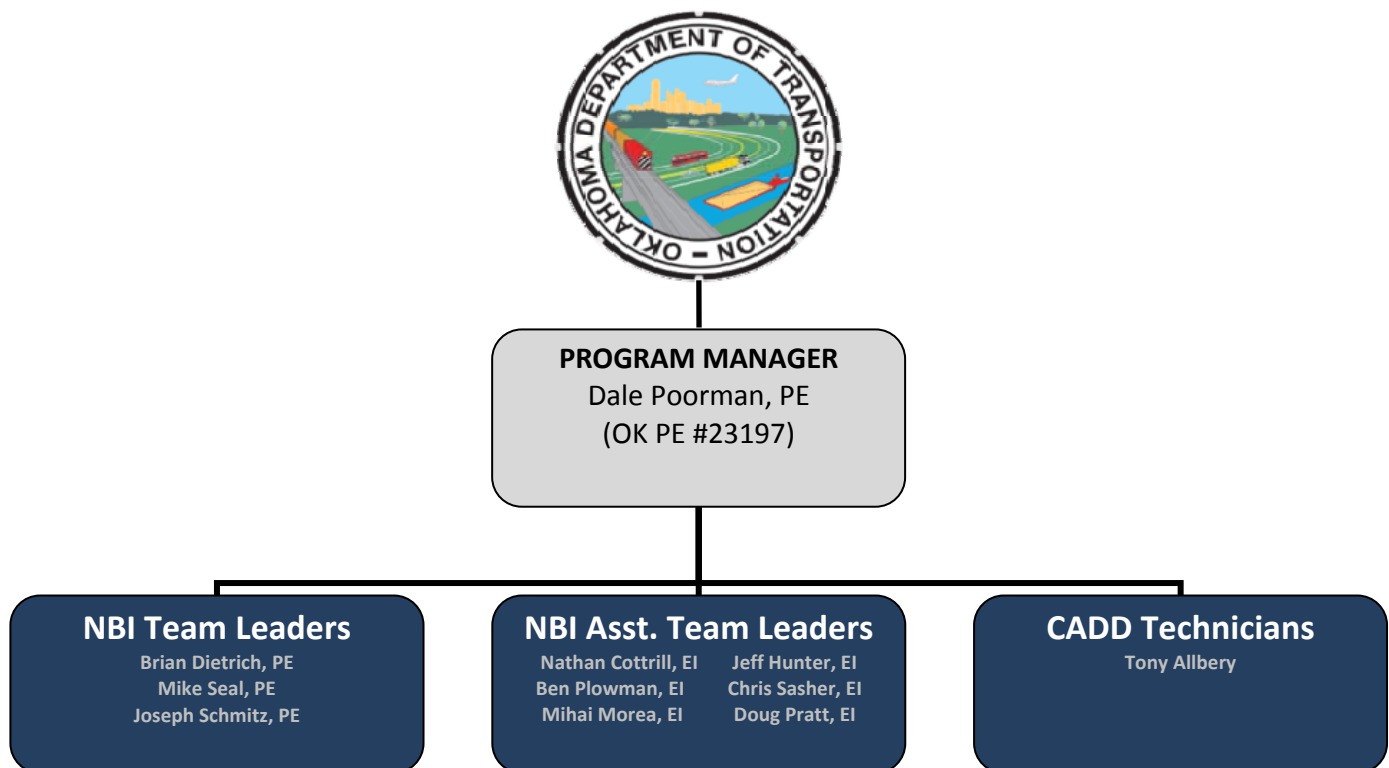 OKLAHOMA DEPARTMENT OF TRANSPORTATION –
PROGRAM MANAGER
Dale Poorman, PE
(OK PE #23197)
NBI Team Leaders
Brian Dietrich, PE
Mike Seal, PE
Joseph Schmitz, PE
NBI Asst. Team Leaders
Nathan Cottrill, EI Jeff Hunter, EI
Ben Plowman, EI Chris Sasher, EI
Mihai Morea, EI Doug Pratt, EI
CADD Technicians
Tony Allbery